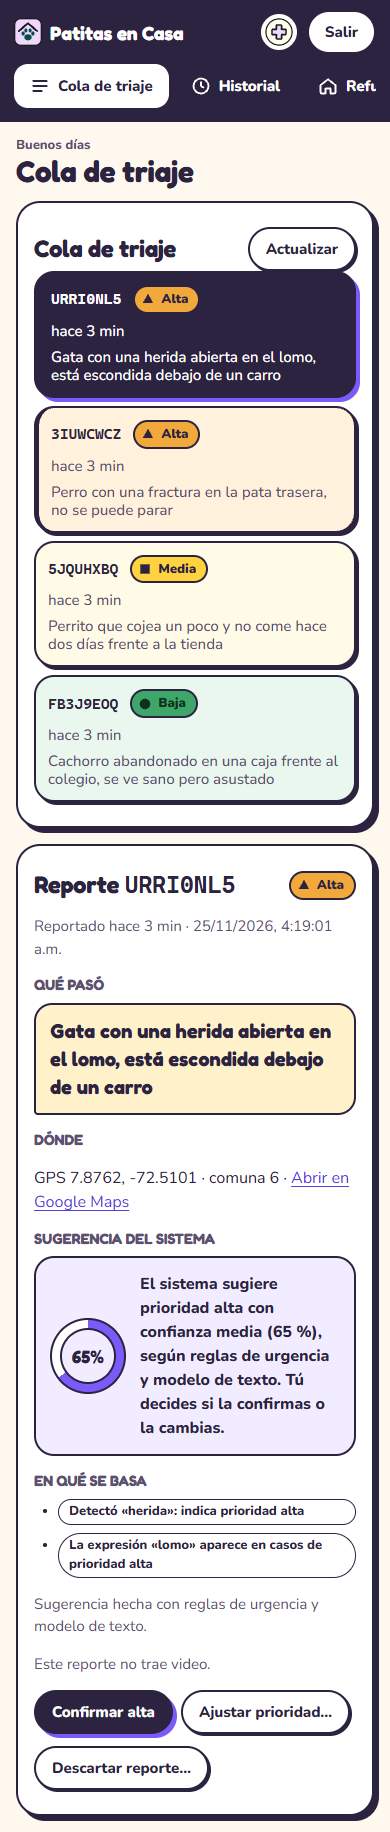 Patitas en Casa
Salir
Cola de triaje
Historial
Refu
Buenos días
Cola de triaje
Cola de triaje
Actualizar
URRI0NL5
Alta
hace 3 min
Gata con una herida abierta en el lomo,
está escondida debajo de un carro
3IUWCWCZ
Alta
hace 3 min
Perro con una fractura en la pata trasera,
no se puede parar
5JQUHXBQ
Media
hace 3 min
Perrito que cojea un poco y no come hace
dos días frente a la tienda
FB3J9EOQ
Baja
hace 3 min
Cachorro abandonado en una caja frente al
colegio, se ve sano pero asustado
Reporte URRI0NL5
Alta
Reportado hace 3 min · 25/11/2026, 4:19:01
a.m.
QUÉ PASÓ
Gata con una herida abierta en
el lomo, está escondida debajo
de un carro
DÓNDE
GPS 7.8762, -72.5101 · comuna 6 · Abrir en
Google Maps
SUGERENCIA DEL SISTEMA
65%
El sistema sugiere
prioridad alta con
confianza media (65 %),
según reglas de urgencia
y modelo de texto. Tú
decides si la confirmas o
la cambias.
EN QUÉ SE BASA
• Detectó «herida»: indica prioridad alta
• La expresión «lomo» aparece en casos de
prioridad alta
Sugerencia hecha con reglas de urgencia y
modelo de texto.
Este reporte no trae video.
Confirmar alta
Ajustar prioridad...
Descartar reporte...